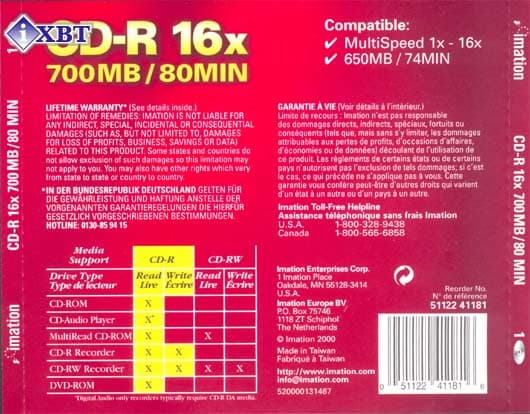 iXBT
CD-R 16x
700MB/80MIN
Compatible:
✓ MultiSpeed 1x - 16x
✓ 650MB / 74MIN
LIFETIME WARRANTY* (See details inside.)
LIMITATION OF REMEDIES: IMATION IS NOT LIABLE FOR
ANY INDIRECT, SPECIAL, INCIDENTAL OR CONSEQUENTIAL
DAMAGES (SUCH AS, BUT NOT LIMITED TO, DAMAGES
FOR LOSS OF PROFITS, BUSINESS, SAVINGS OR DATA)
RELATED TO THIS PRODUCT. Some states and countries do
not allow exclusion of such damages so this limitation may
not apply to you. You may also have other rights which vary
from state to state or country to country.
*IN DER BUNDESREPUBLIK DEUTSCHLAND GELTEN FÜR
DIE GEWÄHRLEISTUNG UND HAFTUNG ANSTELLE DER
VORGENANNTEN GARANTIEREGELUNGEN DIE HIERFÜR
GESETZLICH VORGESCHRIEBENEN BESTIMMUNGEN.
HOTLINE: 0130-85 94 15
GARANTIE À VIE (Voir détails à l'intérieur.)
Limite de recours : Imation n'est pas responsable
des dommages directs, indirects, spéciaux, fortuits ou
conséquents (tels que, mais sans s'y limiter, les dommages
attribuables aux pertes de profits, d'occasions d'affaires,
d'économies ou de données) découlant de l'utilisation de
ce produit. Las règlements de certains états ou de certains
pays n'autorisant pas l'exclusion de tels dommages; si c'est
le cas, ce qui précède ne s'applique pas à vous. Cette
garantie vous confère peut-être d'autres droits qui varient
d'un état à un autre ou d'un pays à un autre.
Imation Toll-Free Helpline
Assistance téléphonique sans frais Imation
U.S.A. 1-800-328-9438
Canada 1-800-565-6858
Media
Support
CD-R
CD-RW
Drive Type
Type de lecteur
Read
Lire
Write
Écrire
Read
Lire
Write
Écrire
CD-ROM X
CD-Audio Player X*
MultiRead CD-ROM X X
CD-R Recorder X X
CD-RW Recorder X X X X
DVD-ROM X
*Digital Audio only recorders typically require CD-R DA media.
Imation Enterprises Corp.
1 Imation Place
Oakdale, MN 55128-3414
U.S.A.
Imation Europe BV
P.O. Box 75746
1118 ZT Schiphol
The Netherlands
© Imation 2000
Made in Taiwan
Fabriqué à Taiwan
http://www.imation.com
info@imation.com
520000131467
Reorder No.
N° de référence
51122 41181
0 51122 41181 6
imation
CD-R 16x 700MB/80 MIN
imation
CD-R 16x 700MB/80 MIN
1